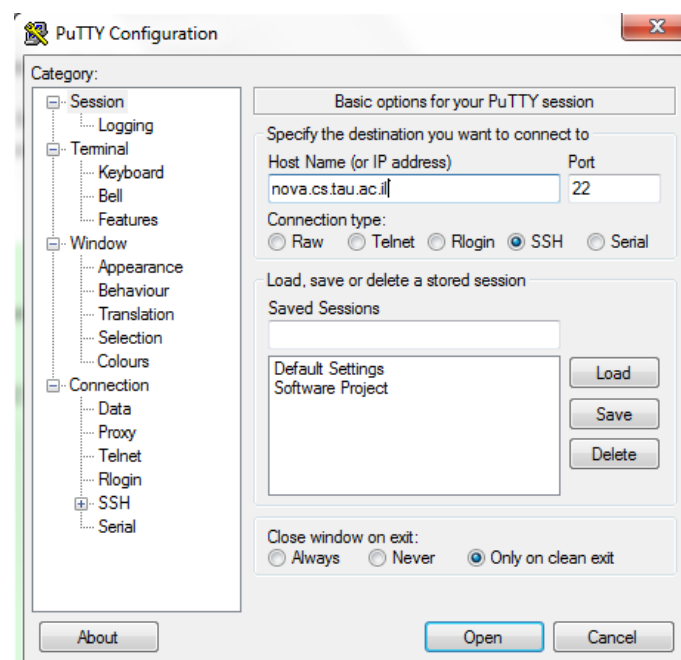 PuTTY Configuration
Category:
Session
Logging
Terminal
Keyboard
Bell
Features
Window
Appearance
Behaviour
Translation
Selection
Colours
Connection
Data
Proxy
Telnet
Rlogin
SSH
Serial
Basic options for your PuTTY session
Specify the destination you want to connect to
Host Name (or IP address) Port
nova.cs.tau.ac.il 22
Connection type:
Raw Telnet Rlogin SSH Serial
Load, save or delete a stored session
Saved Sessions
Default Settings
Software Project
Load
Save
Delete
Close window on exit:
Always Never Only on clean exit
About Open Cancel